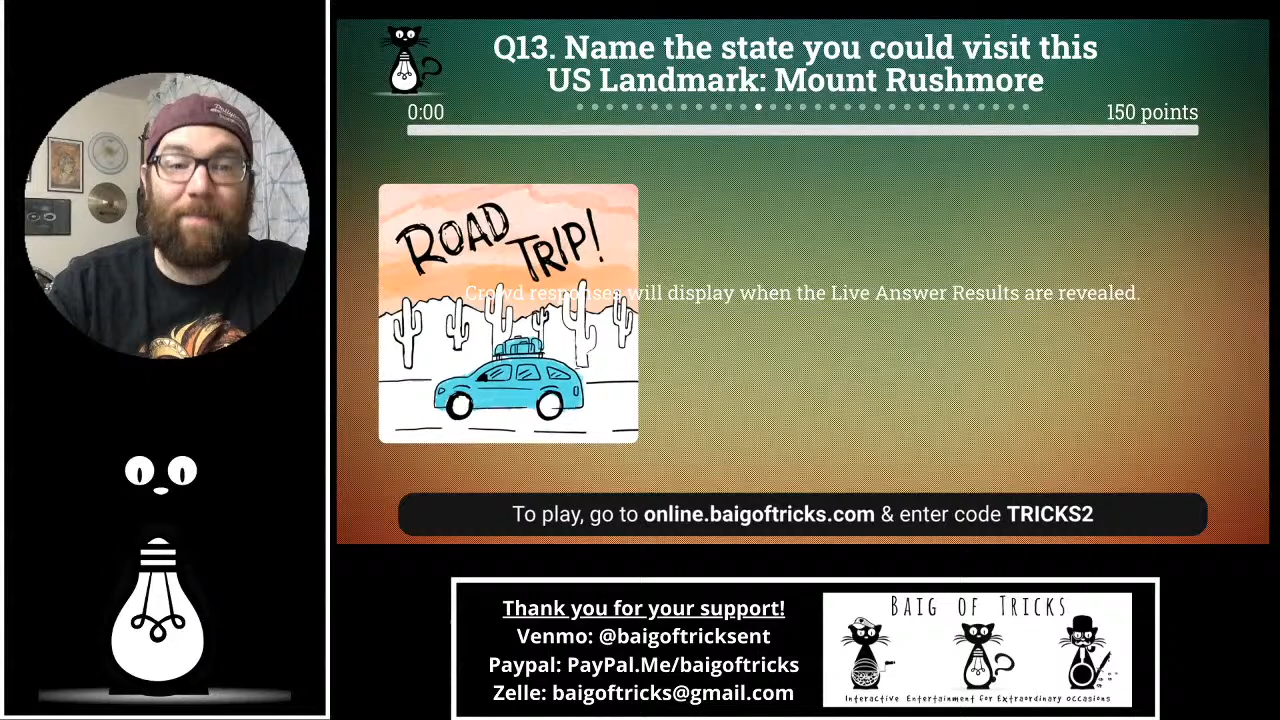 Q13. Name the state you could visit this
US Landmark: Mount Rushmore
0:00
150 points
ROAD
TRIP!
Crowd responses will display when the Live Answer Results are revealed.
To play, go to online.baigoftricks.com & enter code TRICKS2
Thank you for your support!
Venmo: @baigoftricksent
Paypal: PayPal.Me/baigoftricks
Zelle: baigoftricks@gmail.com
BAIG OF TRICKS
Interactive Entertainment for Extraordinary occasions